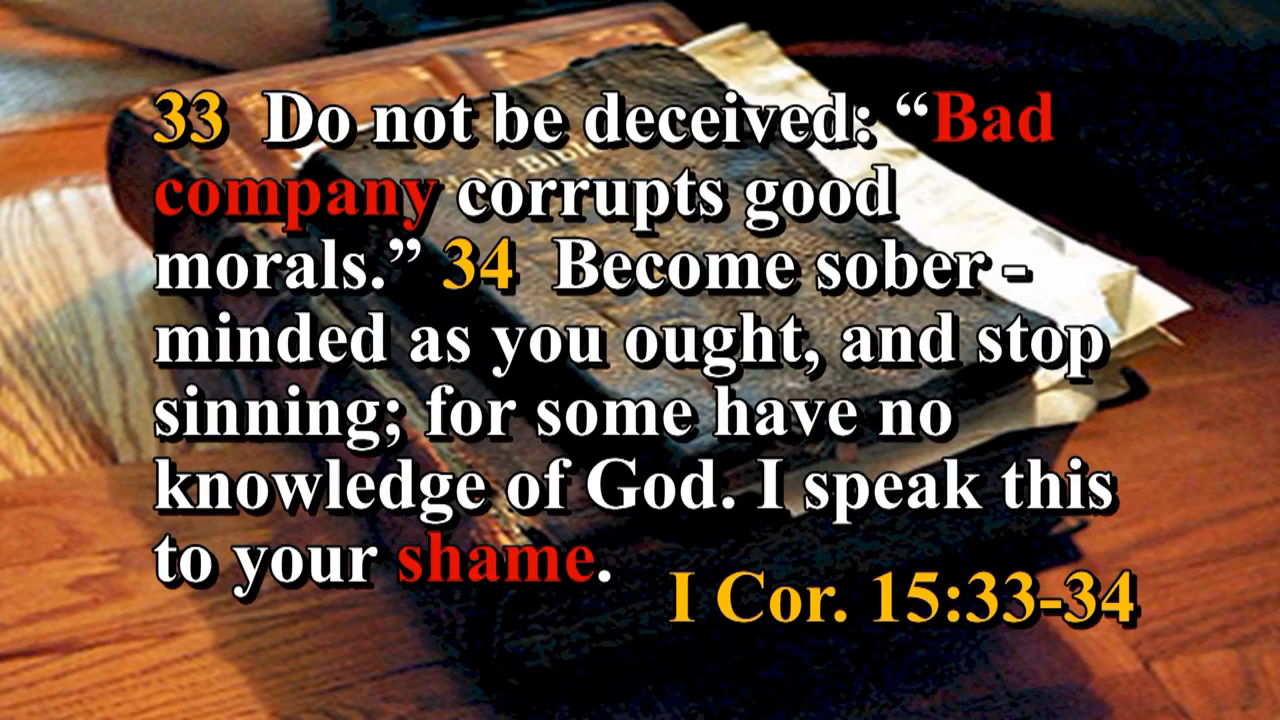 33 Do not be deceived: “Bad
company corrupts good
morals.” 34 Become sober -
minded as you ought, and stop
sinning; for some have no
knowledge of God. I speak this
to your shame.
I Cor. 15:33-34